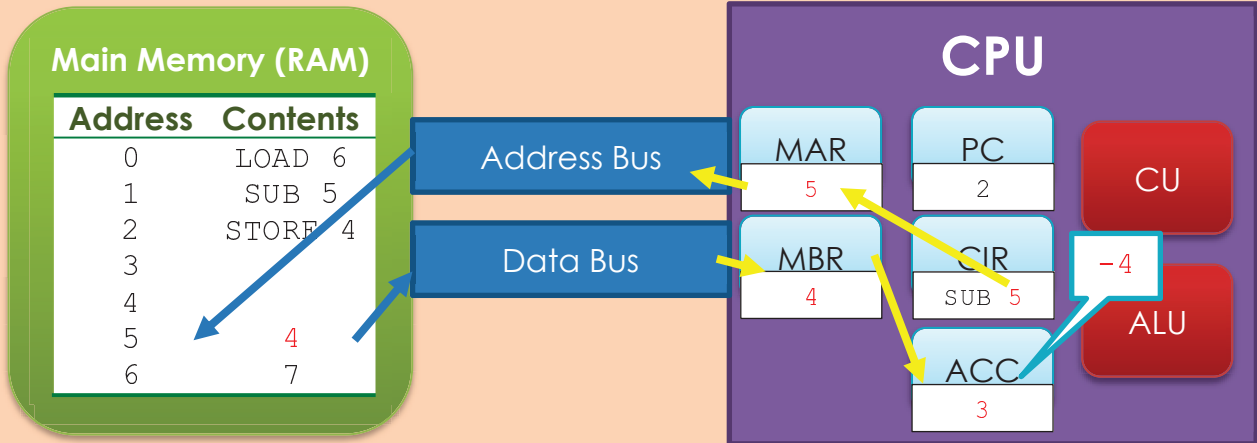 Main Memory (RAM)
Address Contents
0 LOAD 6
1 SUB 5
2 STORE 4
3
4
5 4
6 7
Address Bus
Data Bus
CPU
MAR
5
PC
2
CU
MBR
4
CIR
SUB 5
-4
ALU
ACC
3